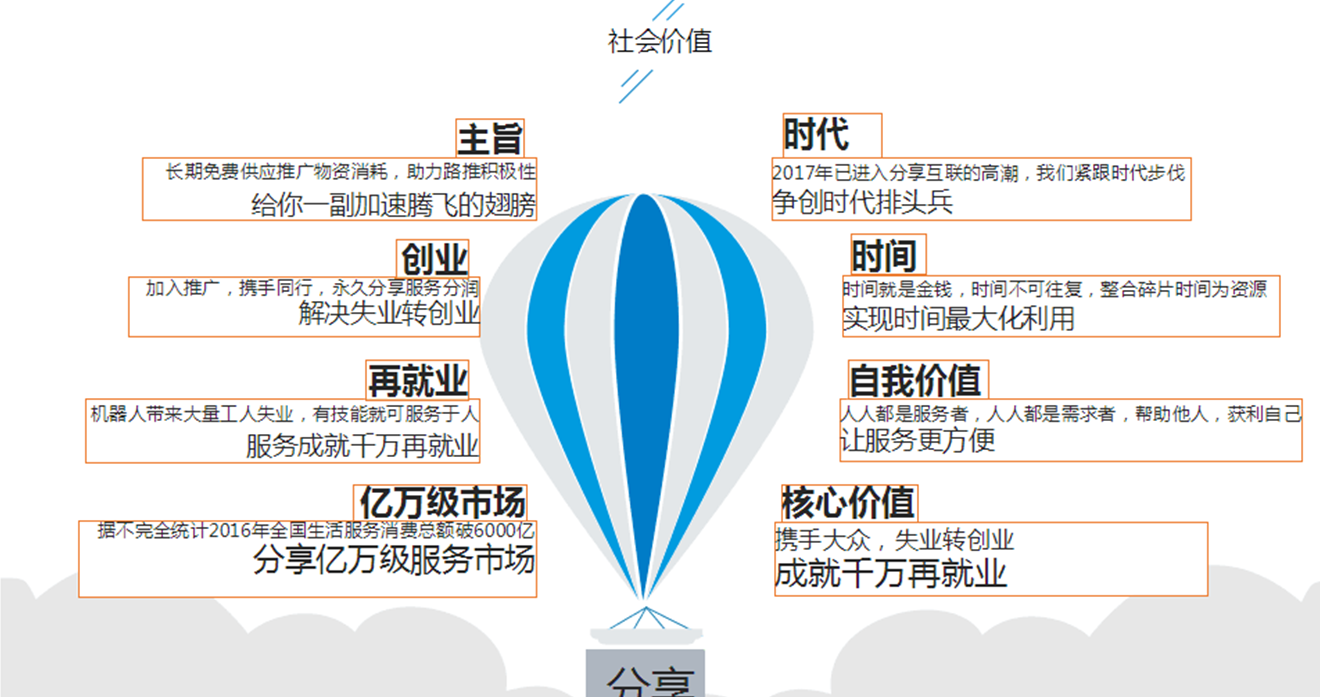 社会价值
主旨
长期免费供应推广物资消耗，助力路推积极性
给你一副加速腾飞的翅膀
创业
加入推广，携手同行，永久分享服务分润
解决失业转创业
再就业
机器人带来大量工人失业，有技能就可服务于人
服务成就千万再就业
亿万级市场
据不完全统计2016年全国生活服务消费总额破6000亿
分享亿万级服务市场
时代
2017年已进入分享互联的高潮，我们紧跟时代步伐
争创时代排头兵
时间
时间就是金钱，时间不可往复，整合碎片时间为资源
实现时间最大化利用
自我价值
人人都是服务者，人人都是需求者，帮助他人，获利自己
让服务更方便
核心价值
携手大众，失业转创业
成就千万再就业
分享